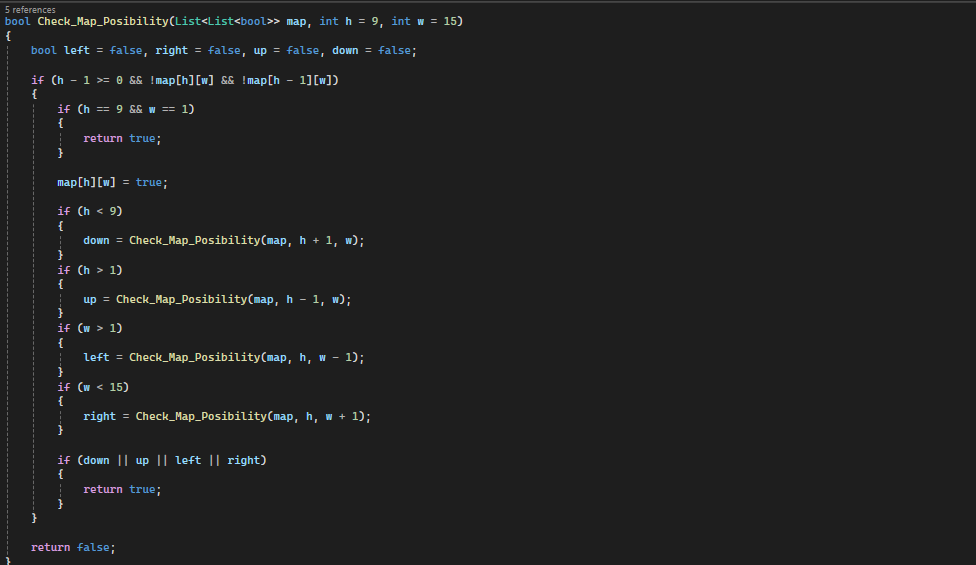 5 references
bool Check_Map_Posibility(List<List<bool>> map, int h = 9, int w = 15)
{
bool left = false, right = false, up = false, down = false;
if (h - 1 >= 0 && !map[h][w] && !map[h - 1][w])
{
if (h == 9 && w == 1)
{
return true;
}
map[h][w] = true;
if (h < 9)
{
down = Check_Map_Posibility(map, h + 1, w);
}
if (h > 1)
{
up = Check_Map_Posibility(map, h - 1, w);
}
if (w > 1)
{
left = Check_Map_Posibility(map, h, w - 1);
}
if (w < 15)
{
right = Check_Map_Posibility(map, h, w + 1);
}
if (down || up || left || right)
{
return true;
}
}
return false;
}